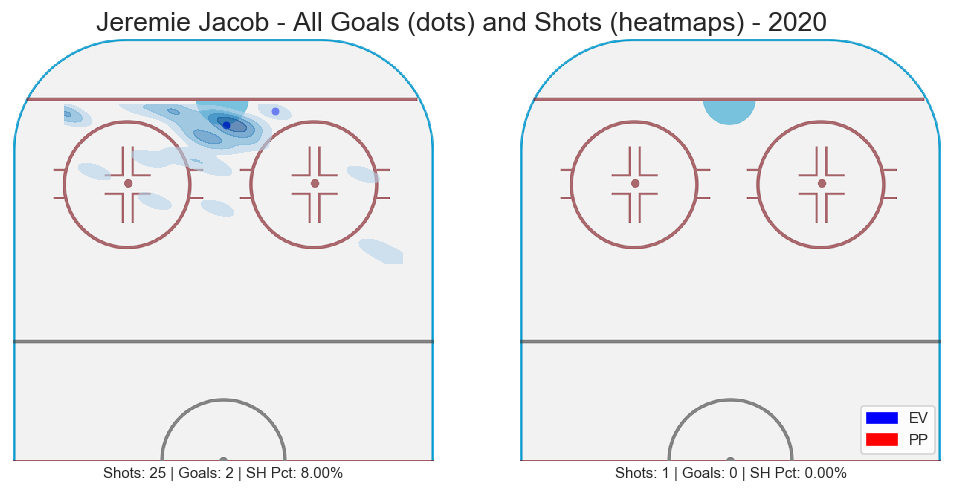 Jeremie Jacob - All Goals (dots) and Shots (heatmaps) - 2020
EV
PP
Shots: 25 | Goals: 2 | SH Pct: 8.00%
Shots: 1 | Goals: 0 | SH Pct: 0.00%